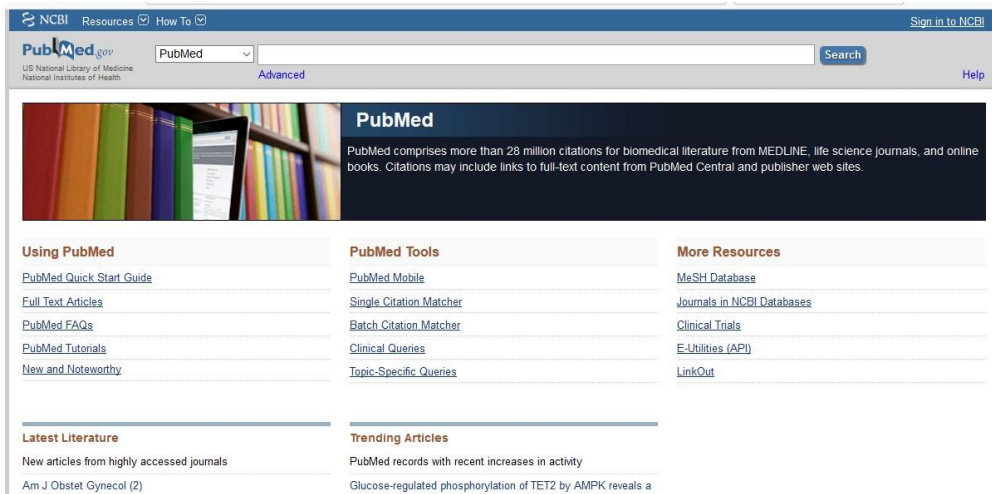 NCBI Resources How To Sign in to NCBI
PubMed.gov
US National Library of Medicine
National Institutes of Health
PubMed
Search
Advanced
Help
PubMed
PubMed comprises more than 28 million citations for biomedical literature from MEDLINE, life science journals, and online
books. Citations may include links to full-text content from PubMed Central and publisher web sites.
Using PubMed
PubMed Quick Start Guide
Full Text Articles
PubMed FAQs
PubMed Tutorials
New and Noteworthy
PubMed Tools
PubMed Mobile
Single Citation Matcher
Batch Citation Matcher
Clinical Queries
Topic-Specific Queries
More Resources
MeSH Database
Journals in NCBI Databases
Clinical Trials
E-Utilities (API)
LinkOut
Latest Literature
New articles from highly accessed journals
Am J Obstet Gynecol (2)
Trending Articles
PubMed records with recent increases in activity
Glucose-regulated phosphorylation of TET2 by AMPK reveals a